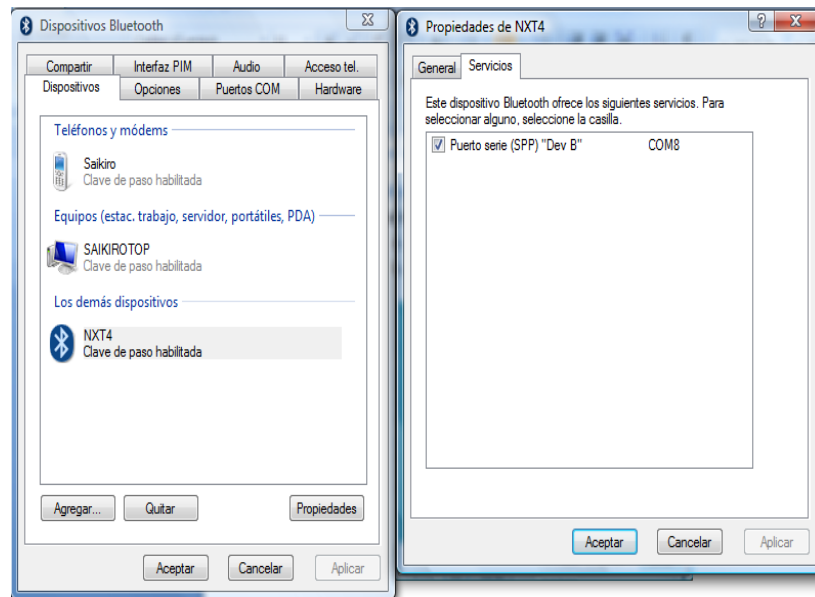 Dispositivos Bluetooth
Compartir Interfaz PIM Audio Acceso tel.
Dispositivos Opciones Puertos COM Hardware
Teléfonos y módems
Saikiro
Clave de paso habilitada
Equipos (estac. trabajo, servidor, portátiles, PDA)
SAIKIROTOP
Clave de paso habilitada
Los demás dispositivos
NXT4
Clave de paso habilitada
Agregar... Quitar Propiedades
Aceptar Cancelar Aplicar
Propiedades de NXT4
General Servicios
Este dispositivo Bluetooth ofrece los siguientes servicios. Para
seleccionar alguno, seleccione la casilla.
Puerto serie (SPP) "Dev B" COM8
Aceptar Cancelar Aplicar